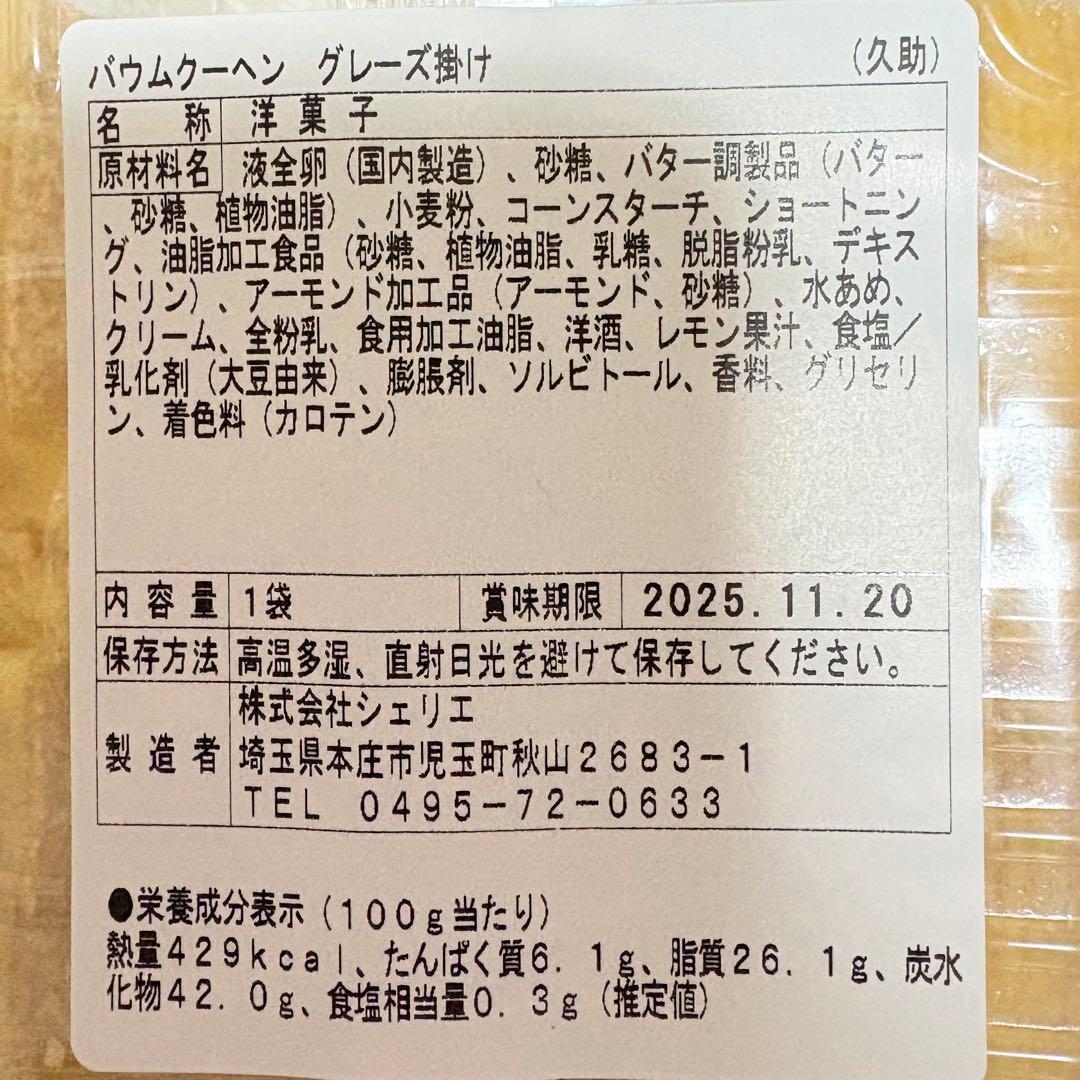 バウムクーヘン　グレーズ掛け　（久助）
名称　洋菓子
原材料名　液全卵（国内製造）、砂糖、バター調製品（バター
、砂糖、植物油脂）、小麦粉、コーンスターチ、ショートニン
グ、油脂加工食品（砂糖、植物油脂、乳糖、脱脂粉乳、デキス
トリン）、アーモンド加工品（アーモンド、砂糖）、水あめ、
クリーム、全粉乳、食用加工油脂、洋酒、レモン果汁、食塩／
乳化剤（大豆由来）、膨脹剤、ソルビトール、香料、グリセリ
ン、着色料（カロテン）
内容量　1袋　賞味期限　2025.11.20
保存方法　高温多湿、直射日光を避けて保存してください。
製造者　株式会社シェリエ
埼玉県本庄市児玉町秋山２６８３－１
ＴＥＬ　０４９５－７２－０６３３
●栄養成分表示（１００ｇ当たり）
熱量４２９ｋｃａｌ、たんぱく質６．１ｇ、脂質２６．１ｇ、炭水
化物４２．０ｇ、食塩相当量０．３ｇ（推定値）